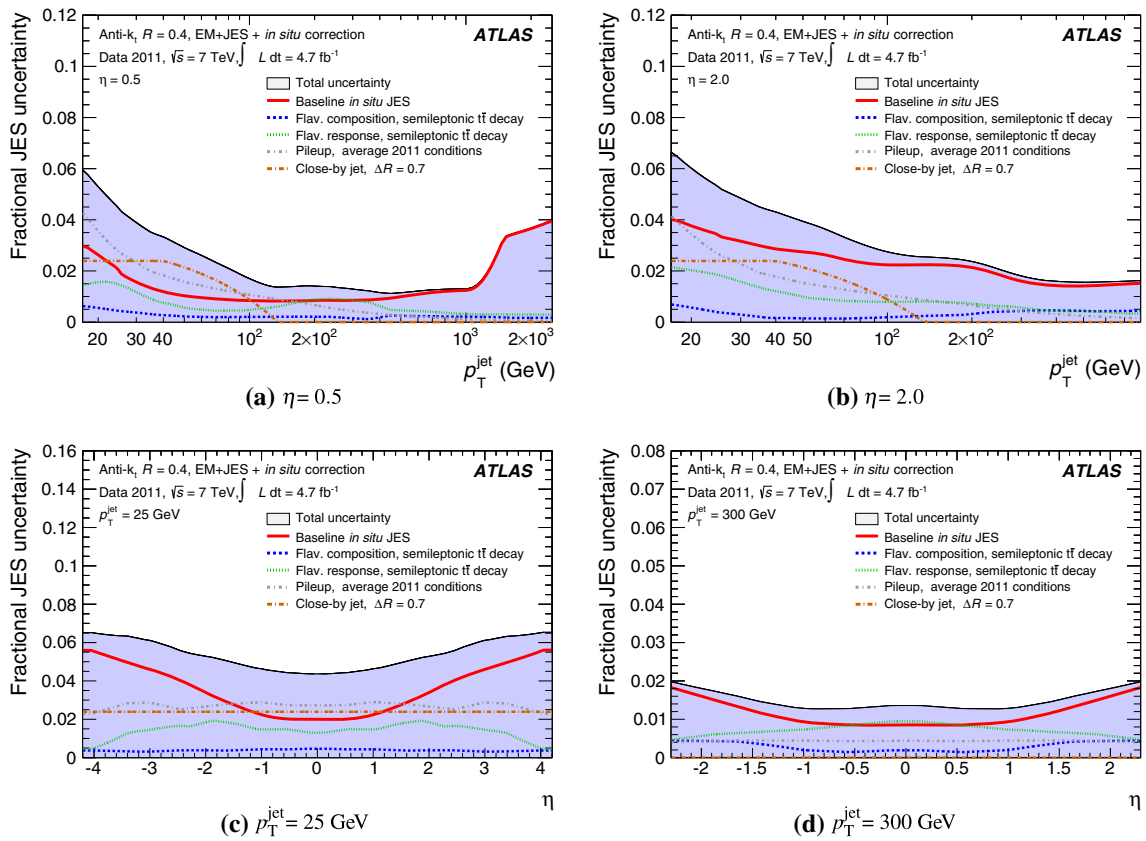 Fractional JES uncertainty
0.12
0.1
0.08
0.06
0.04
0.02
0
Anti-kt R = 0.4, EM+JES + in situ correction
ATLAS
Data 2011, √s = 7 TeV, ∫ L dt = 4.7 fb⁻¹
η = 0.5
Total uncertainty
Baseline in situ JES
Flav. composition, semileptonic tt̄ decay
Flav. response, semileptonic tt̄ decay
Pileup, average 2011 conditions
Close-by jet, ΔR = 0.7
20 30 40 10² 2×10² 10³ 2×10³
pTjet (GeV)
(a) η = 0.5
Fractional JES uncertainty
0.12
0.1
0.08
0.06
0.04
0.02
0
Anti-kt R = 0.4, EM+JES + in situ correction
ATLAS
Data 2011, √s = 7 TeV, ∫ L dt = 4.7 fb⁻¹
η = 2.0
Total uncertainty
Baseline in situ JES
Flav. composition, semileptonic tt̄ decay
Flav. response, semileptonic tt̄ decay
Pileup, average 2011 conditions
Close-by jet, ΔR = 0.7
20 30 40 50 10² 2×10²
pTjet (GeV)
(b) η = 2.0
Fractional JES uncertainty
0.16
0.14
0.12
0.1
0.08
0.06
0.04
0.02
0
Anti-kt R = 0.4, EM+JES + in situ correction
ATLAS
Data 2011, √s = 7 TeV, ∫ L dt = 4.7 fb⁻¹
pTjet = 25 GeV
Total uncertainty
Baseline in situ JES
Flav. composition, semileptonic tt̄ decay
Flav. response, semileptonic tt̄ decay
Pileup, average 2011 conditions
Close-by jet, ΔR = 0.7
-4 -3 -2 -1 0 1 2 3 4
η
(c) pTjet = 25 GeV
Fractional JES uncertainty
0.08
0.07
0.06
0.05
0.04
0.03
0.02
0.01
0
Anti-kt R = 0.4, EM+JES + in situ correction
ATLAS
Data 2011, √s = 7 TeV, ∫ L dt = 4.7 fb⁻¹
pTjet = 300 GeV
Total uncertainty
Baseline in situ JES
Flav. composition, semileptonic tt̄ decay
Flav. response, semileptonic tt̄ decay
Pileup, average 2011 conditions
Close-by jet, ΔR = 0.7
-2 -1.5 -1 -0.5 0 0.5 1 1.5 2
η
(d) pTjet = 300 GeV